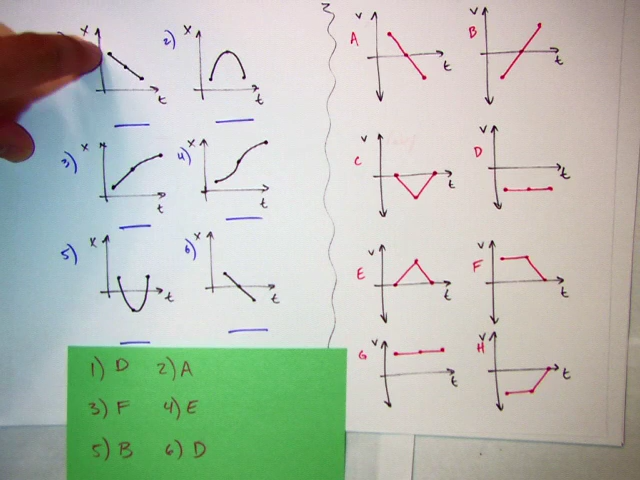 x 2) x
t t
3) x 4) x
t t
5) x 6) x
t t
A v B v
t t
C v D v
t t
E v F v
t t
G v H v
t t
1) D 2) A
3) F 4) E
5) B 6) D